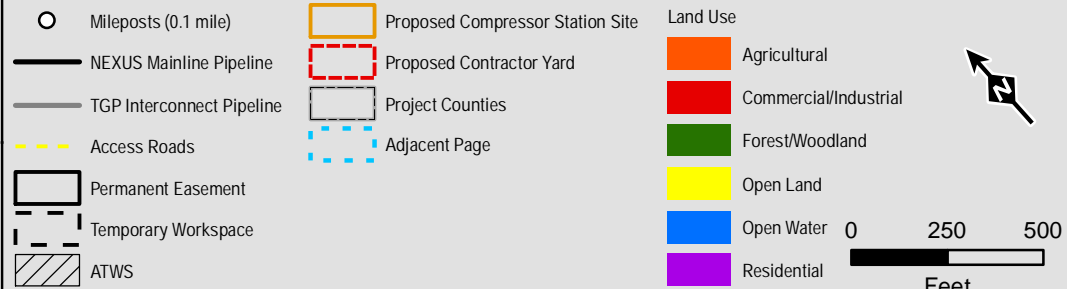 Mileposts (0.1 mile)
NEXUS Mainline Pipeline
TGP Interconnect Pipeline
Access Roads
Permanent Easement
Temporary Workspace
ATWS
Proposed Compressor Station Site
Proposed Contractor Yard
Project Counties
Adjacent Page
Land Use
Agricultural
Commercial/Industrial
Forest/Woodland
Open Land
Open Water
Residential
N
0 250 500
Feet